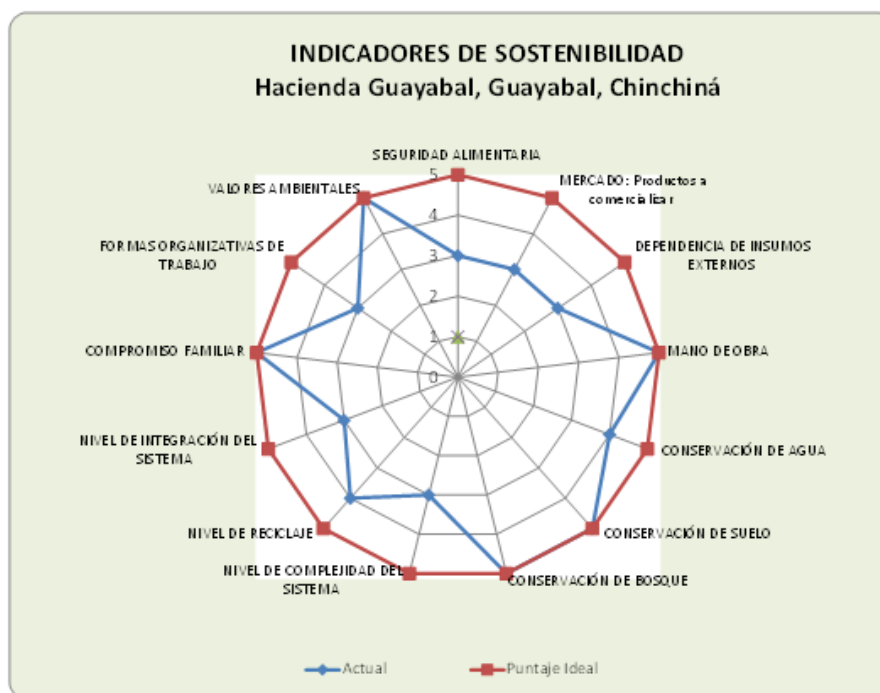 INDICADORES DE SOSTENIBILIDAD
Hacienda Guayabal, Guayabal, Chinchiná
SEGURIDAD ALIMENTARIA
MERCADO: Productos a
comercializar
DEPENDENCIA DE INSUMOS
EXTERNOS
MANO DE OBRA
CONSERVACIÓN DE AGUA
CONSERVACIÓN DE SUELO
CONSERVACIÓN DE BOSQUE
NIVEL DE COMPLEJIDAD DEL
SISTEMA
NIVEL DE RECICLAJE
NIVEL DE INTEGRACIÓN DEL
SISTEMA
COMPROMISO FAMILIAR
FORMAS ORGANIZATIVAS DE
TRABAJO
VALORES AMBIENTALES
5
4
3
2
1
0
Actual
Puntaje Ideal